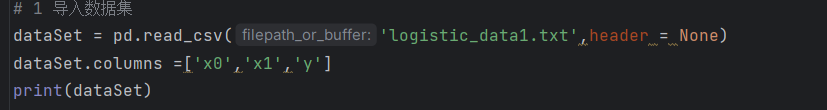 # 1 导入数据集
dataSet = pd.read_csv( filepath_or_buffer: 'logistic_data1.txt',header = None)
dataSet.columns =['x0','x1','y']
print(dataSet)